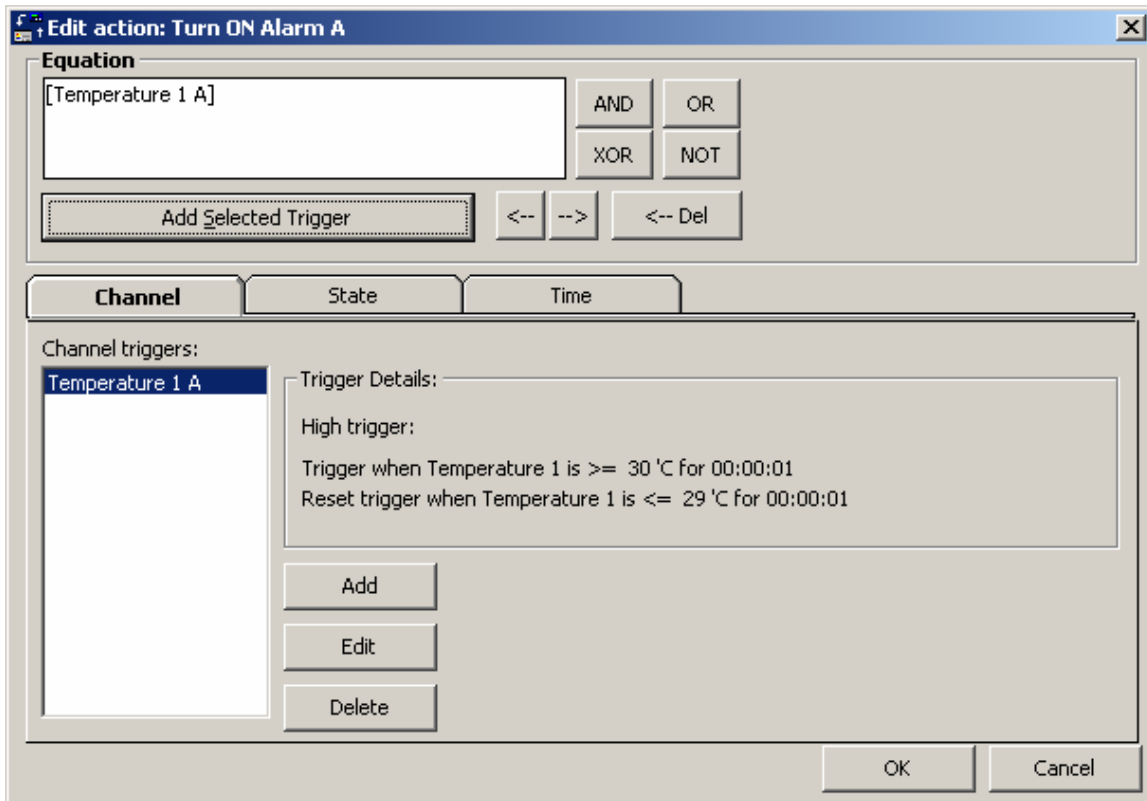 Edit action: Turn ON Alarm A
Equation
[Temperature 1 A]
AND
OR
XOR
NOT
Add Selected Trigger
<--
-->
<-- Del
Channel
State
Time
Channel triggers:
Temperature 1 A
Trigger Details:
High trigger:
Trigger when Temperature 1 is >= 30 'C for 00:00:01
Reset trigger when Temperature 1 is <= 29 'C for 00:00:01
Add
Edit
Delete
OK
Cancel